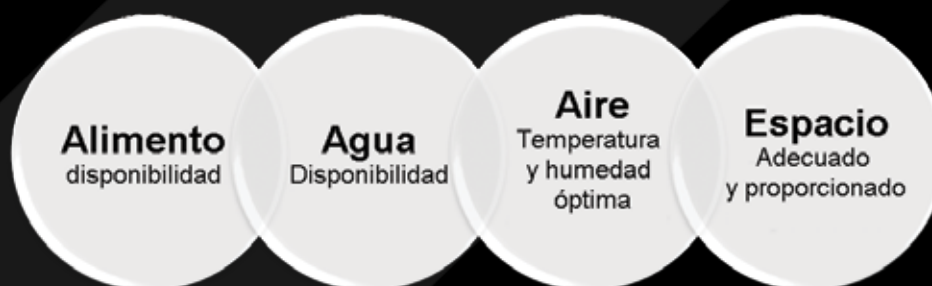 Alimento
disponibilidad
Agua
Disponibilidad
Aire
Temperatura
y humedad
óptima
Espacio
Adecuado
y proporcionado